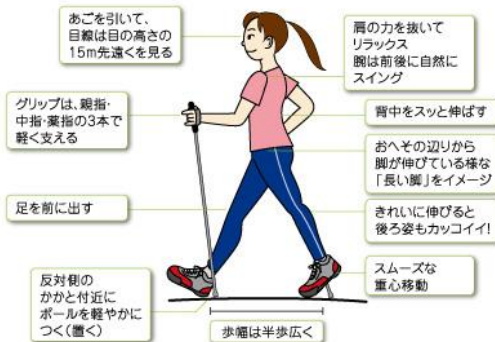 あごを引いて、
目線は目の高さの
15m先遠くを見る
グリップは、親指・
中指・薬指の3本で
軽く支える
足を前に出す
反対側の
かかと付近に
ポールを軽やかに
つく(置く)
肩の力を抜いて
リラックス
腕は前後に自然に
スイング
背中をスッと伸ばす
おへその辺りから
脚が伸びている様な
「長い脚」をイメージ
きれいに伸びると
後ろ姿もカッコイイ!
スムーズな
重心移動
歩幅は半歩広く